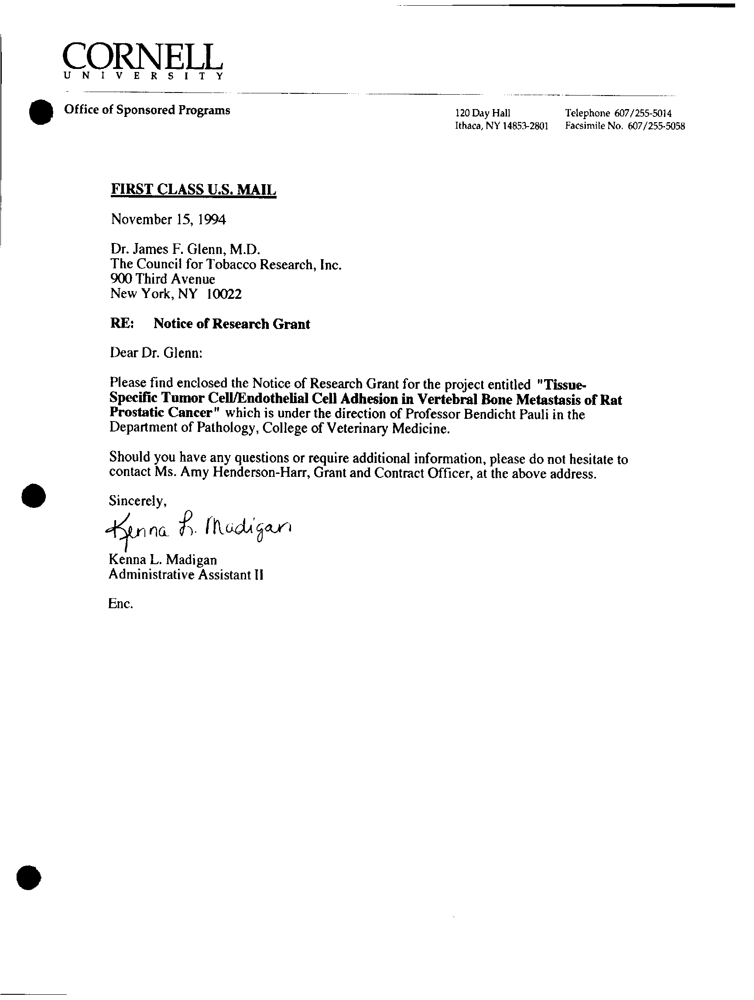 CORNELL
UNIVERSITY
Office of Sponsored Programs
120 Day Hall
Ithaca, NY 14853-2801
Telephone 607/255-5014
Facsimile No. 607/255-5058
FIRST CLASS U.S. MAIL
November 15, 1994
Dr. James F. Glenn, M.D.
The Council for Tobacco Research, Inc.
900 Third Avenue
New York, NY 10022
RE: Notice of Research Grant
Dear Dr. Glenn:
Please find enclosed the Notice of Research Grant for the project entitled "Tissue-
Specific Tumor Cell/Endothelial Cell Adhesion in Vertebral Bone Metastasis of Rat
Prostatic Cancer" which is under the direction of Professor Bendicht Pauli in the
Department of Pathology, College of Veterinary Medicine.
Should you have any questions or require additional information, please do not hesitate to
contact Ms. Amy Henderson-Harr, Grant and Contract Officer, at the above address.
Sincerely,
Kenna L. Madigan
Kenna L. Madigan
Administrative Assistant II
Enc.